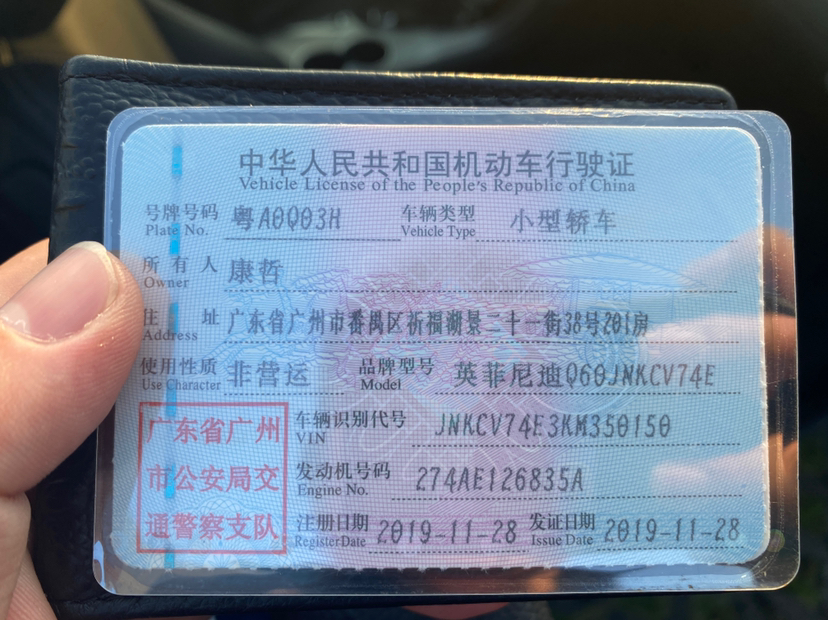 中华人民共和国机动车行驶证
Vehicle License of the People's Republic of China
号牌号码 粤A0Q03H 车辆类型 小型轿车
Plate No. Vehicle Type
所有人 康哲
Owner
住址 广东省广州市番禺区祈福湖景二十一街38号201房
Address
使用性质 非营运 品牌型号 英菲尼迪Q60JNKCV74E
Use Character Model
车辆识别代号 JNKCV74E3KM350150
VIN
发动机号码 274AE126835A
Engine No.
注册日期 2019-11-28 发证日期 2019-11-28
Register Date Issue Date
广东省广州
市公安局交
通警察支队